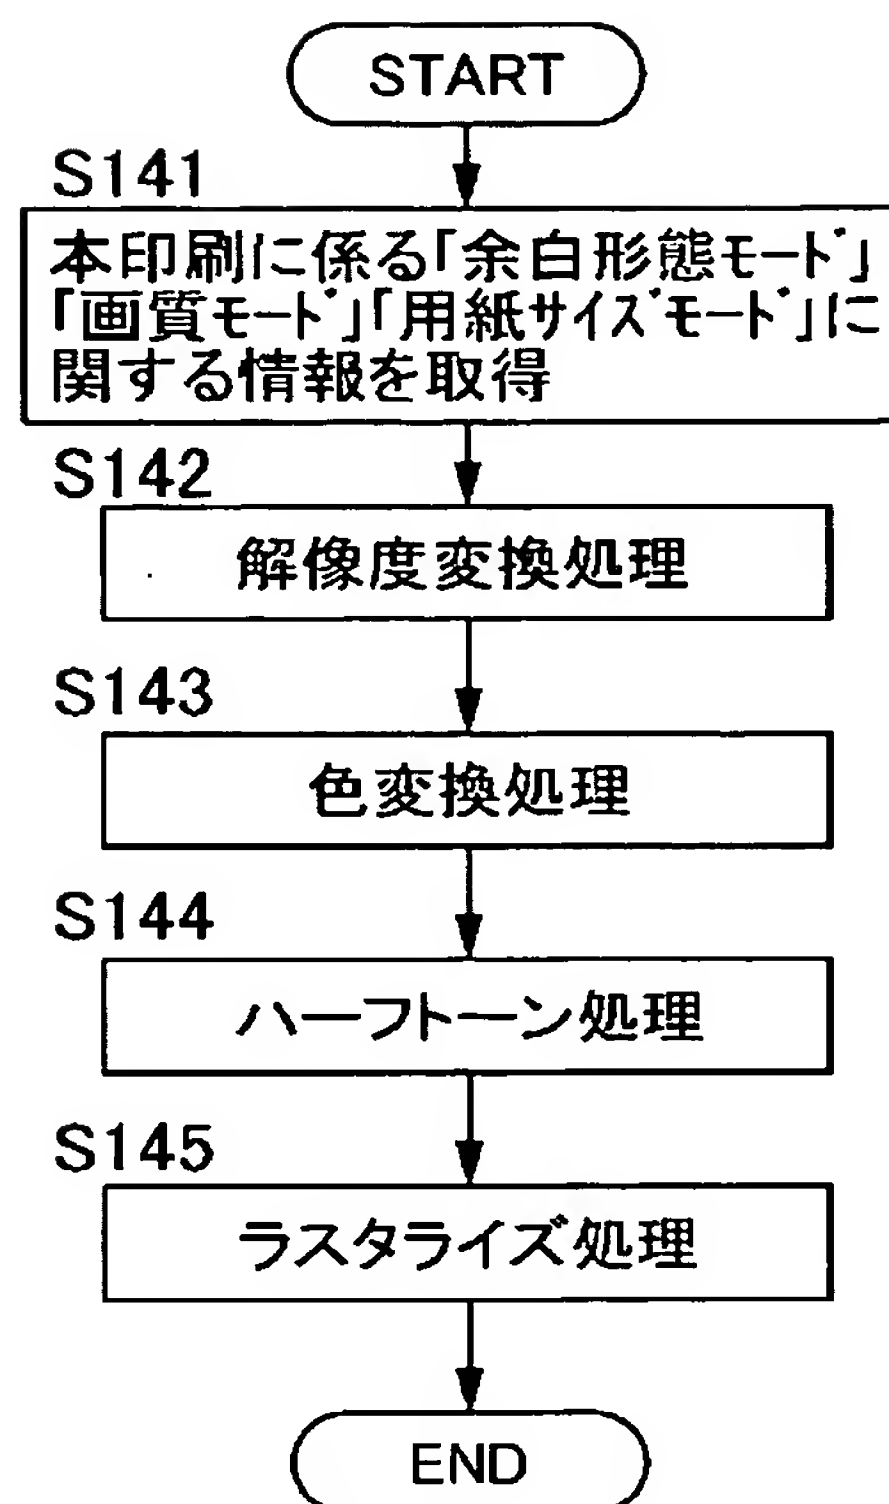 START
S141
本印刷に係る「余白形態モード」
「画質モード」「用紙サイズモード」に
関する情報を取得
S142
解像度変換処理
S143
色変換処理
S144
ハーフトーン処理
S145
ラスタライズ処理
END